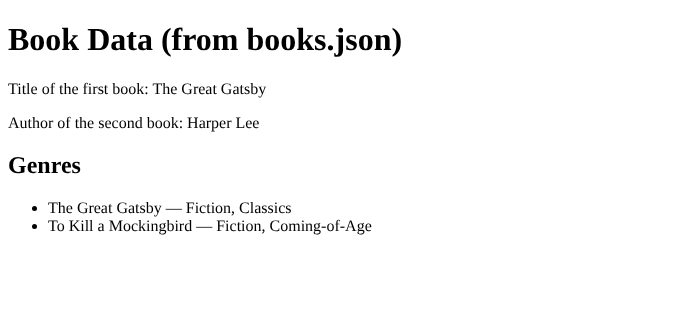 Book Data (from books.json)
Title of the first book: The Great Gatsby
Author of the second book: Harper Lee
Genres
• The Great Gatsby — Fiction, Classics
• To Kill a Mockingbird — Fiction, Coming-of-Age